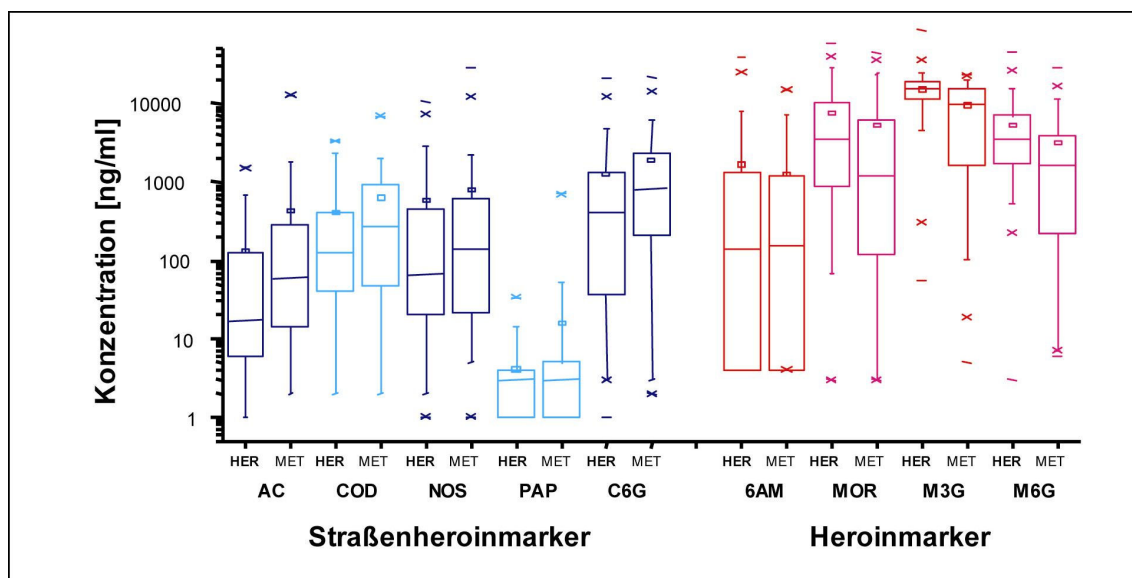 Konzentration [ng/ml]
10000
1000
100
10
1
HER MET HER MET HER MET HER MET HER MET HER MET HER MET HER MET HER MET
AC COD NOS PAP C6G 6AM MOR M3G M6G
Straßenheroinmarker Heroinmarker